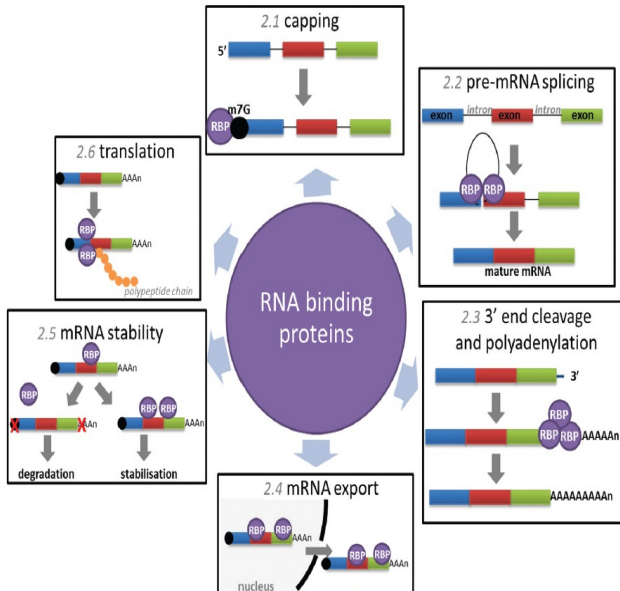 2.1 capping
5'
m7G
RBP
2.2 pre-mRNA splicing
intron intron
exon exon exon
RBP RBP
mature mRNA
2.3 3' end cleavage
and polyadenylation
3'
RBP
RBP RBP AAAAAn
AAAAAAAAAn
2.4 mRNA export
RBP RBP AAAn
RBP RBP
AAAn
nucleus
2.5 mRNA stability
RBP AAAn
RBP
RBP RBP
AAn AAAn
degradation stabilisation
2.6 translation
AAAn
RBP
AAAn
RBP
polypeptide chain
RNA binding
proteins